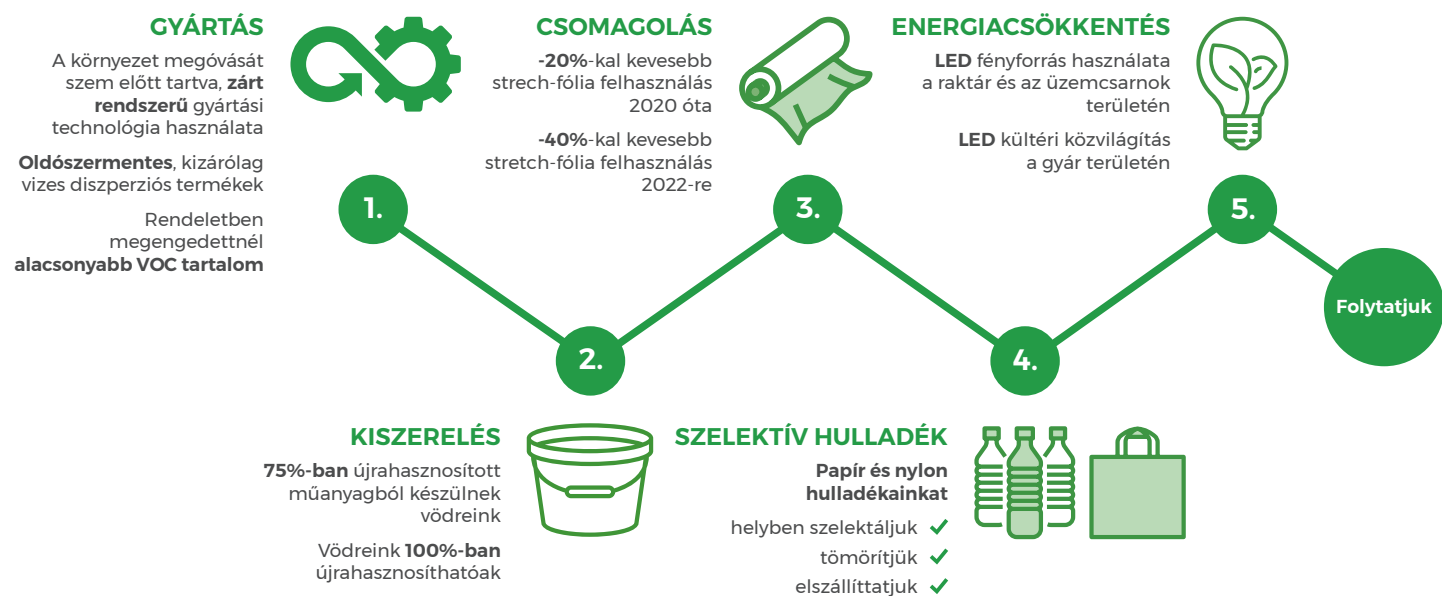 GYÁRTÁS
A környezet megóvását
szem előtt tartva, zárt
rendszerű gyártási
technológia használata
Oldószermentes, kizárólag
vizes diszperziós termékek
Rendeletben
megengedettnél
alacsonyabb VOC tartalom
1.
KISZERELÉS
75%-ban újrahasznosított
műanyagból készülnek
vödreink
Vödreink 100%-ban
újrahasznosíthatóak
2.
CSOMAGOLÁS
-20%-kal kevesebb
strech-fólia felhasználás
2020 óta
-40%-kal kevesebb
stretch-fólia felhasználás
2022-re
3.
SZELEKTÍV HULLADÉK
Papír és nylon
hulladékainkat
helyben szelektáljuk ✓
tömörítjük ✓
elszállíttatjuk ✓
4.
ENERGIACSÖKKENTÉS
LED fényforrás használata
a raktár és az üzemcsarnok
területén
LED kültéri közvilágítás
a gyár területén
5.
Folytatjuk